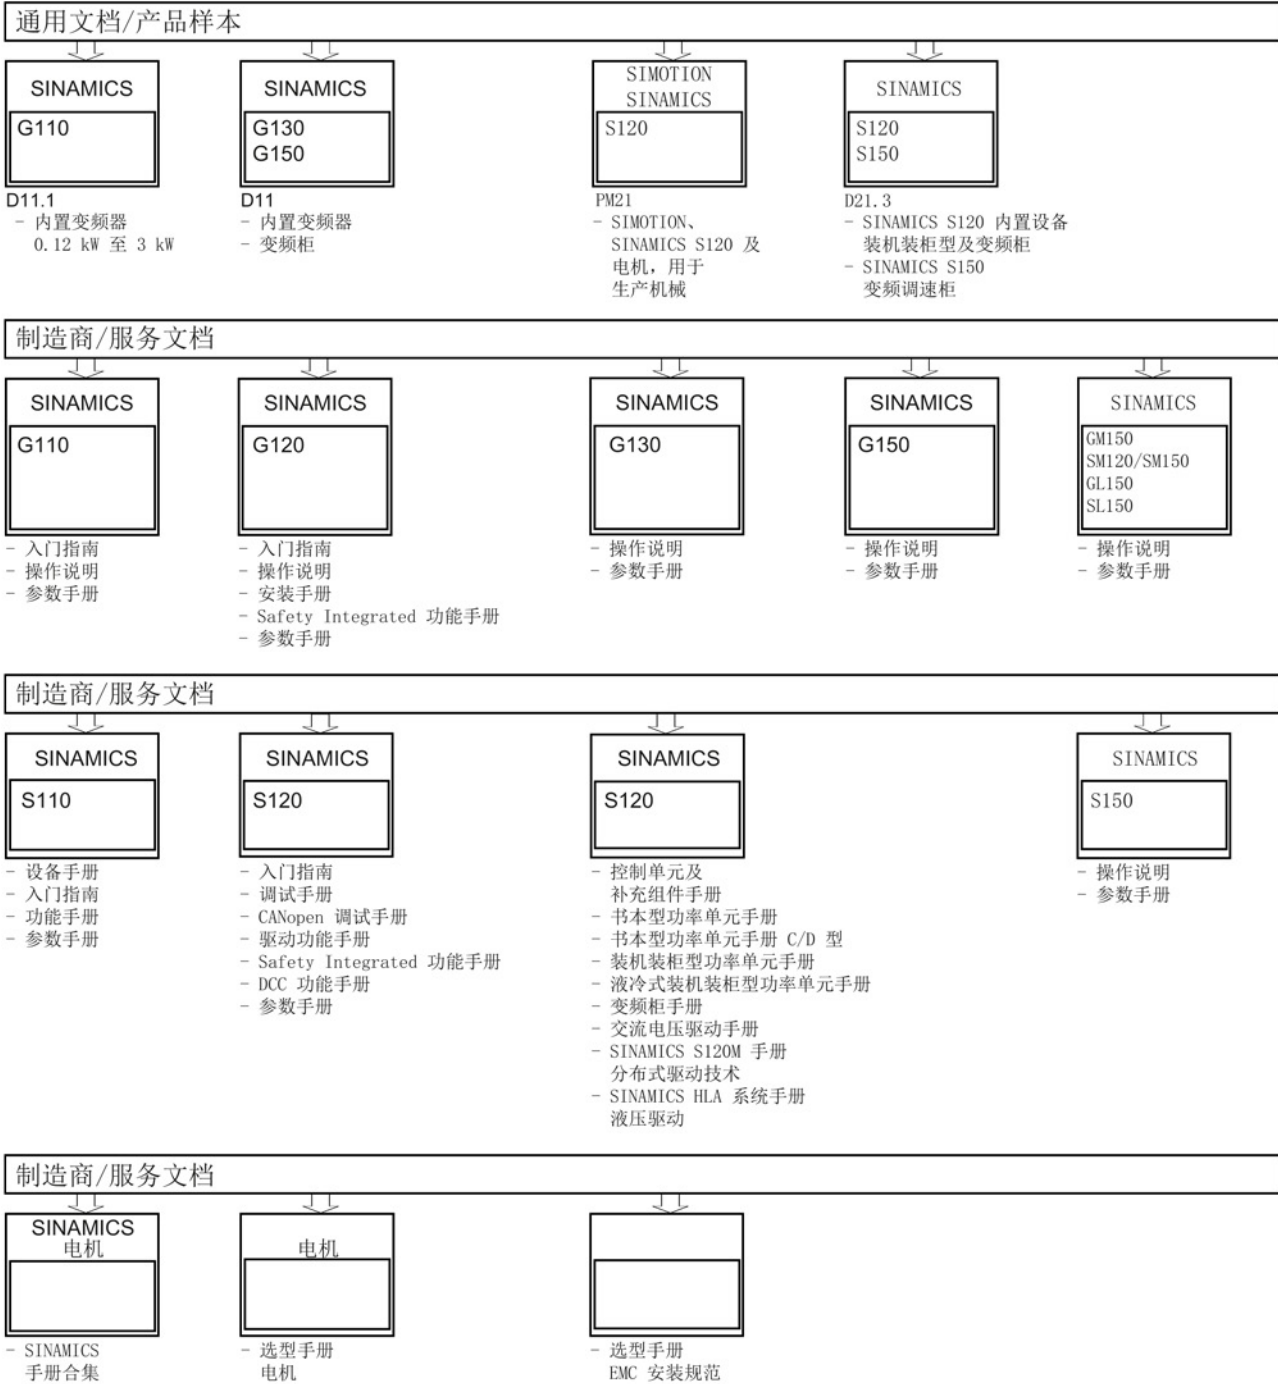 通用文档/产品样本
SINAMICS
G110
D11.1
- 内置变频器
0.12 kW 至 3 kW
SINAMICS
G130
G150
D11
- 内置变频器
- 变频柜
SIMOTION
SINAMICS
S120
PM21
- SIMOTION、
SINAMICS S120 及
电机，用于
生产机械
SINAMICS
S120
S150
D21.3
- SINAMICS S120 内置设备
装机装柜型及变频柜
- SINAMICS S150
变频调速柜
制造商/服务文档
SINAMICS
G110
- 入门指南
- 操作说明
- 参数手册
SINAMICS
G120
- 入门指南
- 操作说明
- 安装手册
- Safety Integrated 功能手册
- 参数手册
SINAMICS
G130
- 操作说明
- 参数手册
SINAMICS
G150
- 操作说明
- 参数手册
SINAMICS
GM150
SM120/SM150
GL150
SL150
- 操作说明
- 参数手册
制造商/服务文档
SINAMICS
S110
- 设备手册
- 入门指南
- 功能手册
- 参数手册
SINAMICS
S120
- 入门指南
- 调试手册
- CANopen 调试手册
- 驱动功能手册
- Safety Integrated 功能手册
- DCC 功能手册
- 参数手册
SINAMICS
S120
- 控制单元及
补充组件手册
- 书本型功率单元手册
- 书本型功率单元手册 C/D 型
- 装机装柜型功率单元手册
- 液冷式装机装柜型功率单元手册
- 变频柜手册
- 交流电压驱动手册
- SINAMICS S120M 手册
分布式驱动技术
- SINAMICS HLA 系统手册
液压驱动
SINAMICS
S150
- 操作说明
- 参数手册
制造商/服务文档
SINAMICS
电机
- SINAMICS
手册合集
电机
- 选型手册
电机
- 选型手册
EMC 安装规范